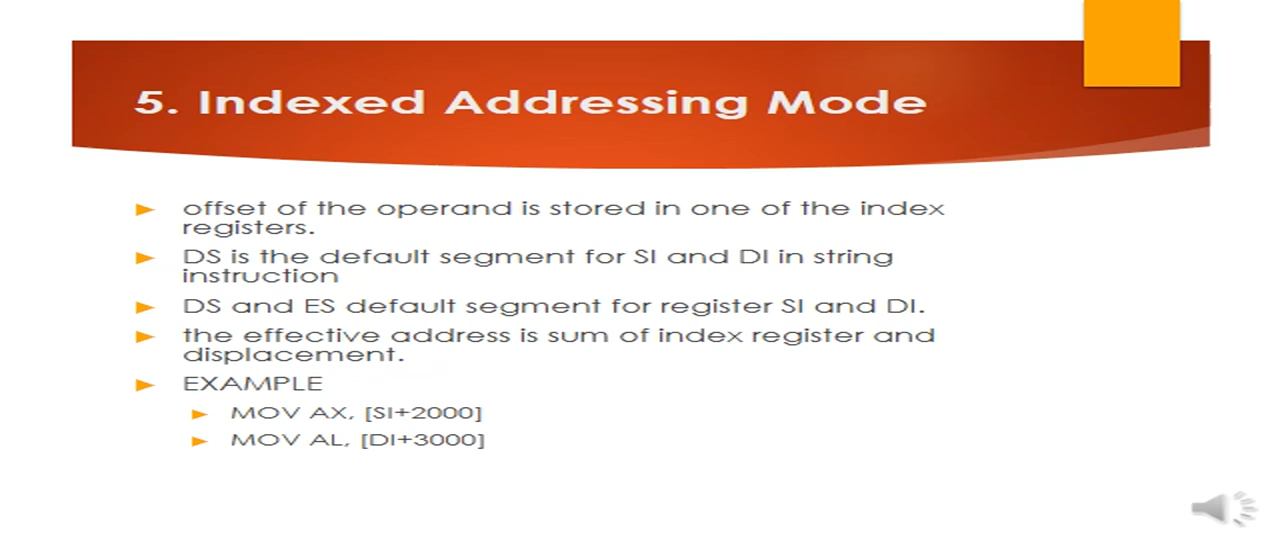 5. Indexed Addressing Mode
offset of the operand is stored in one of the index
registers.
DS is the default segment for SI and DI in string
instruction
DS and ES default segment for register SI and DI.
the effective address is sum of index register and
displacement.
EXAMPLE
MOV AX, [SI+2000]
MOV AL, [DI+3000]